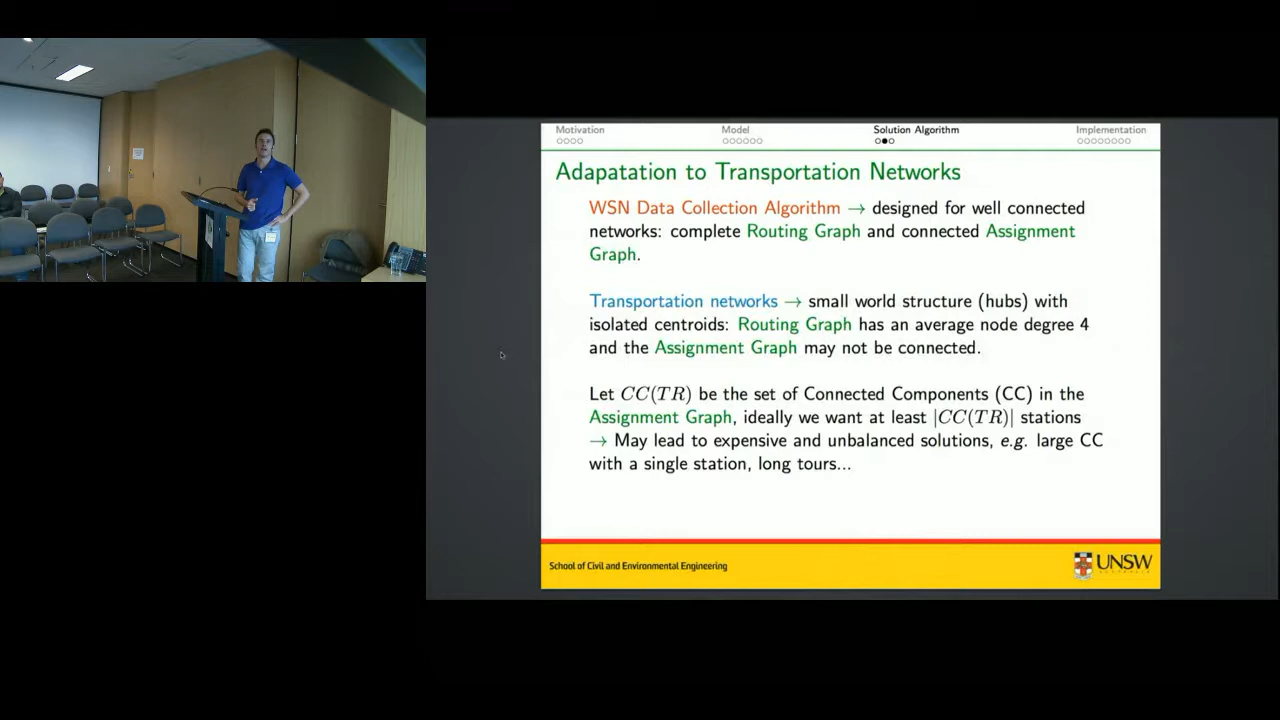 Motivation Model Solution Algorithm Implementation
Adapatation to Transportation Networks
WSN Data Collection Algorithm → designed for well connected
networks: complete Routing Graph and connected Assignment
Graph.
Transportation networks → small world structure (hubs) with
isolated centroids: Routing Graph has an average node degree 4
and the Assignment Graph may not be connected.
Let CC(TR) be the set of Connected Components (CC) in the
Assignment Graph, ideally we want at least |CC(TR)| stations
→ May lead to expensive and unbalanced solutions, e.g. large CC
with a single station, long tours...
School of Civil and Environmental Engineering
UNSW